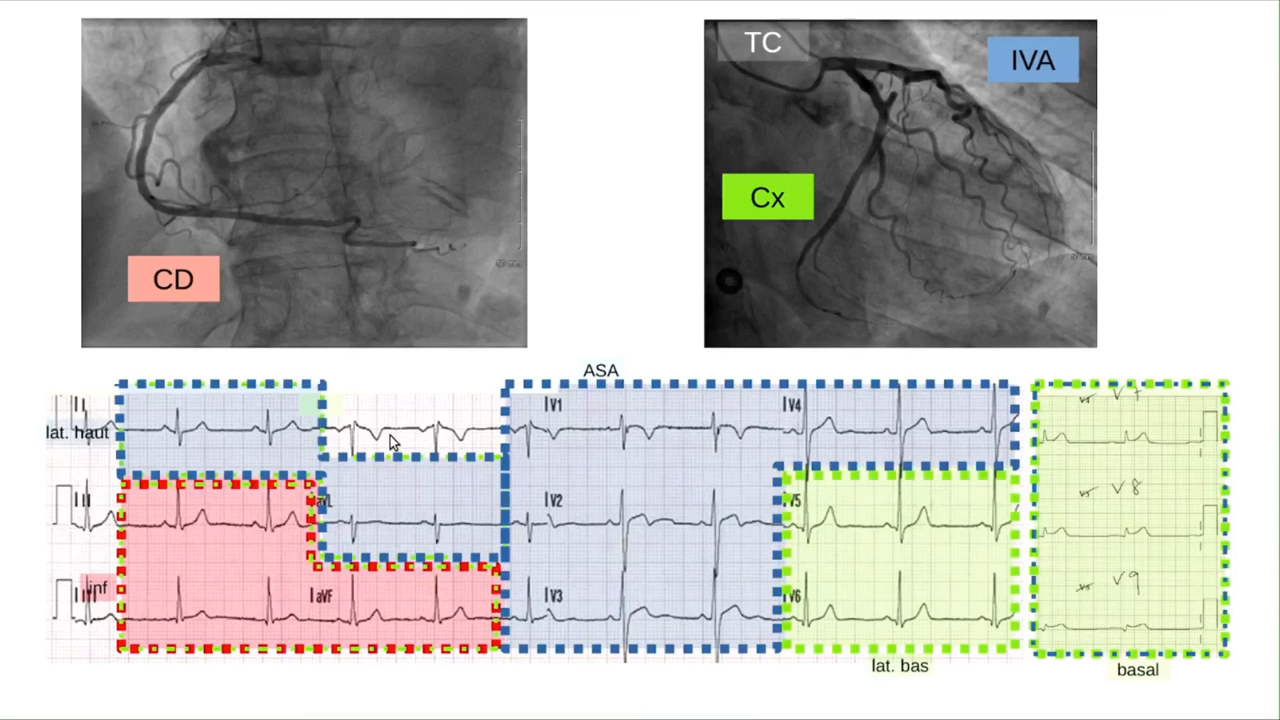 TC
IVA
Cx
CD
ASA
V1
V4
V7
lat. haut
V8
II
aVL
V2
V5
V9
inf
III
aVF
V3
V6
lat. bas
basal